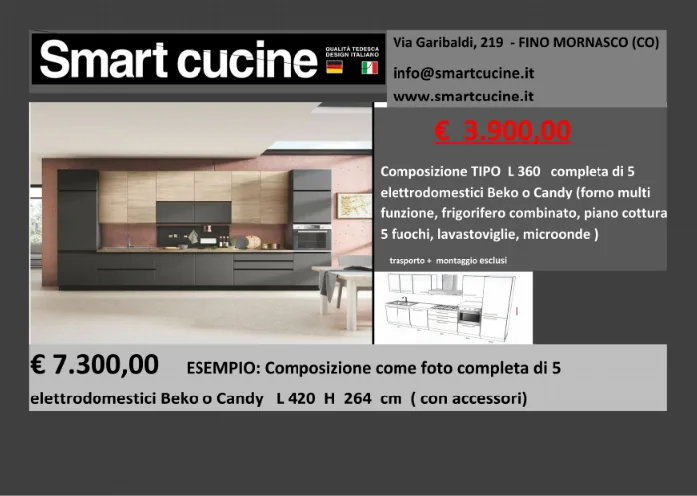 Smart cucine
QUALITÀ TEDESCA
DESIGN ITALIANO
Via Garibaldi, 219 - FINO MORNASCO (CO)
info@smartcucine.it
www.smartcucine.it
€ 3.900,00
Composizione TIPO L 360 completa di 5
elettrodomestici Beko o Candy (forno multi
funzione, frigorifero combinato, piano cottura
5 fuochi, lavastoviglie, microonde )
trasporto + montaggio esclusi
€ 7.300,00 ESEMPIO: Composizione come foto completa di 5
elettrodomestici Beko o Candy L 420 H 264 cm ( con accessori)